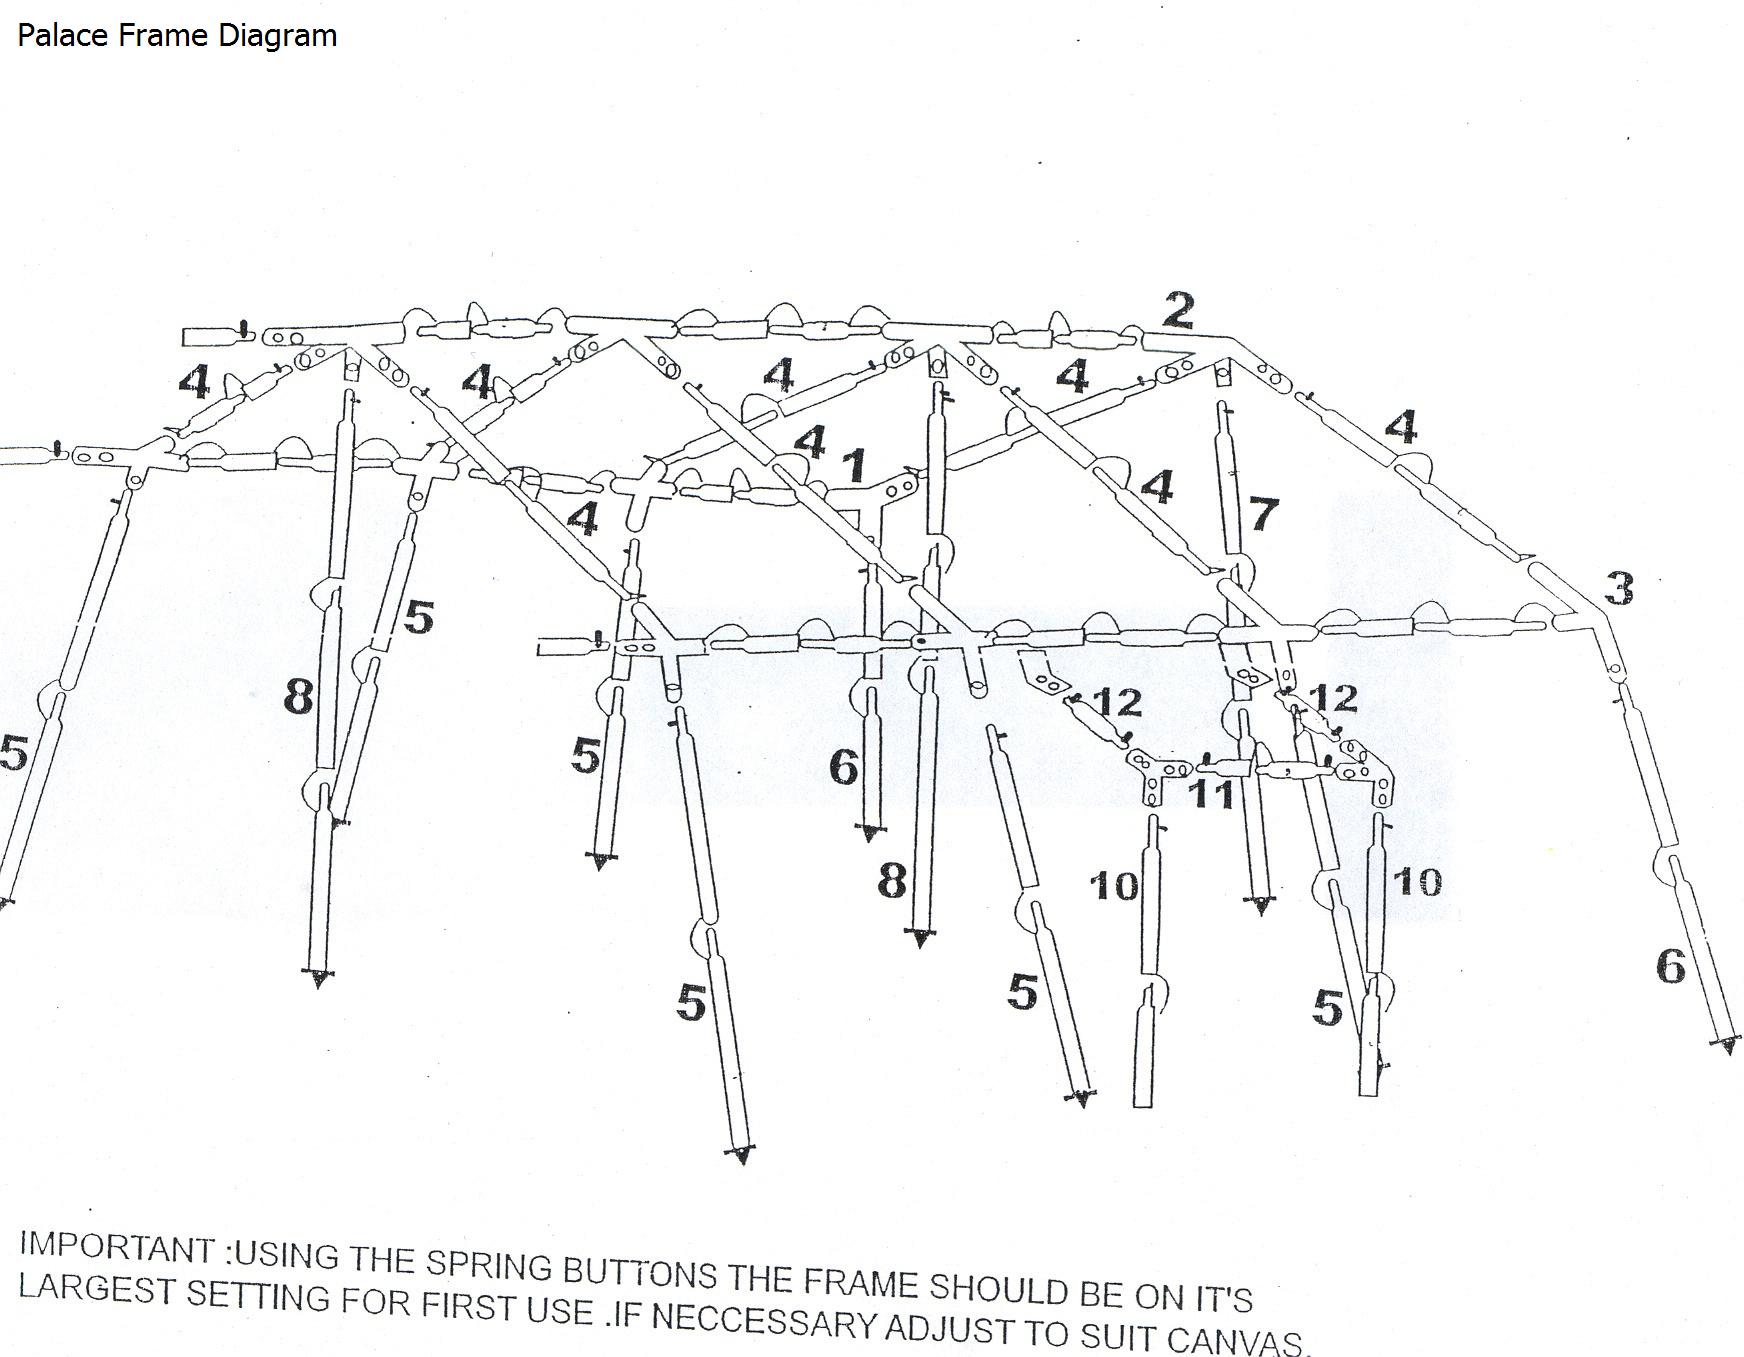 Palace Frame Diagram
2
4 4 4 4
4
4 1
4
4 7
3
5
8 12 12
5 5 6
11
8 10 10
6
5 5 5
IMPORTANT :USING THE SPRING BUTTONS THE FRAME SHOULD BE ON IT'S
LARGEST SETTING FOR FIRST USE .IF NECCESSARY ADJUST TO SUIT CANVAS.